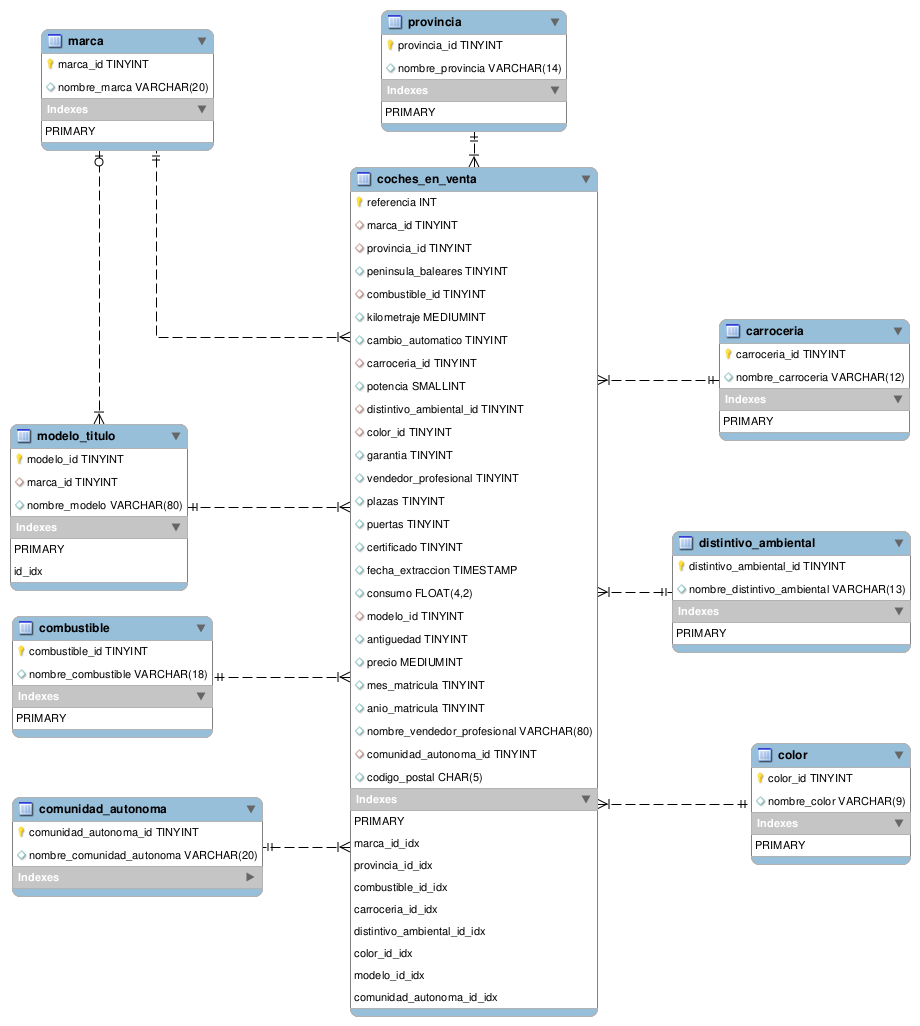 marca
marca_id TINYINT
nombre_marca VARCHAR(20)
Indexes
PRIMARY
provincia
provincia_id TINYINT
nombre_provincia VARCHAR(14)
Indexes
PRIMARY
coches_en_venta
referencia INT
marca_id TINYINT
provincia_id TINYINT
peninsula_baleares TINYINT
combustible_id TINYINT
kilometraje MEDIUMINT
cambio_automatico TINYINT
carroceria_id TINYINT
potencia SMALLINT
distintivo_ambiental_id TINYINT
color_id TINYINT
garantia TINYINT
vendedor_profesional TINYINT
plazas TINYINT
puertas TINYINT
certificado TINYINT
fecha_extraccion TIMESTAMP
consumo FLOAT(4,2)
modelo_id TINYINT
antiguedad TINYINT
precio MEDIUMINT
mes_matricula TINYINT
anio_matricula TINYINT
nombre_vendedor_profesional VARCHAR(80)
comunidad_autonoma_id TINYINT
codigo_postal CHAR(5)
Indexes
PRIMARY
marca_id_idx
provincia_id_idx
combustible_id_idx
carroceria_id_idx
distintivo_ambiental_id_idx
color_id_idx
modelo_id_idx
comunidad_autonoma_id_idx
modelo_titulo
modelo_id TINYINT
marca_id TINYINT
nombre_modelo VARCHAR(80)
Indexes
PRIMARY
id_idx
combustible
combustible_id TINYINT
nombre_combustible VARCHAR(18)
Indexes
PRIMARY
comunidad_autonoma
comunidad_autonoma_id TINYINT
nombre_comunidad_autonoma VARCHAR(20)
Indexes
carroceria
carroceria_id TINYINT
nombre_carroceria VARCHAR(12)
Indexes
PRIMARY
distintivo_ambiental
distintivo_ambiental_id TINYINT
nombre_distintivo_ambiental VARCHAR(13)
Indexes
PRIMARY
color
color_id TINYINT
nombre_color VARCHAR(9)
Indexes
PRIMARY